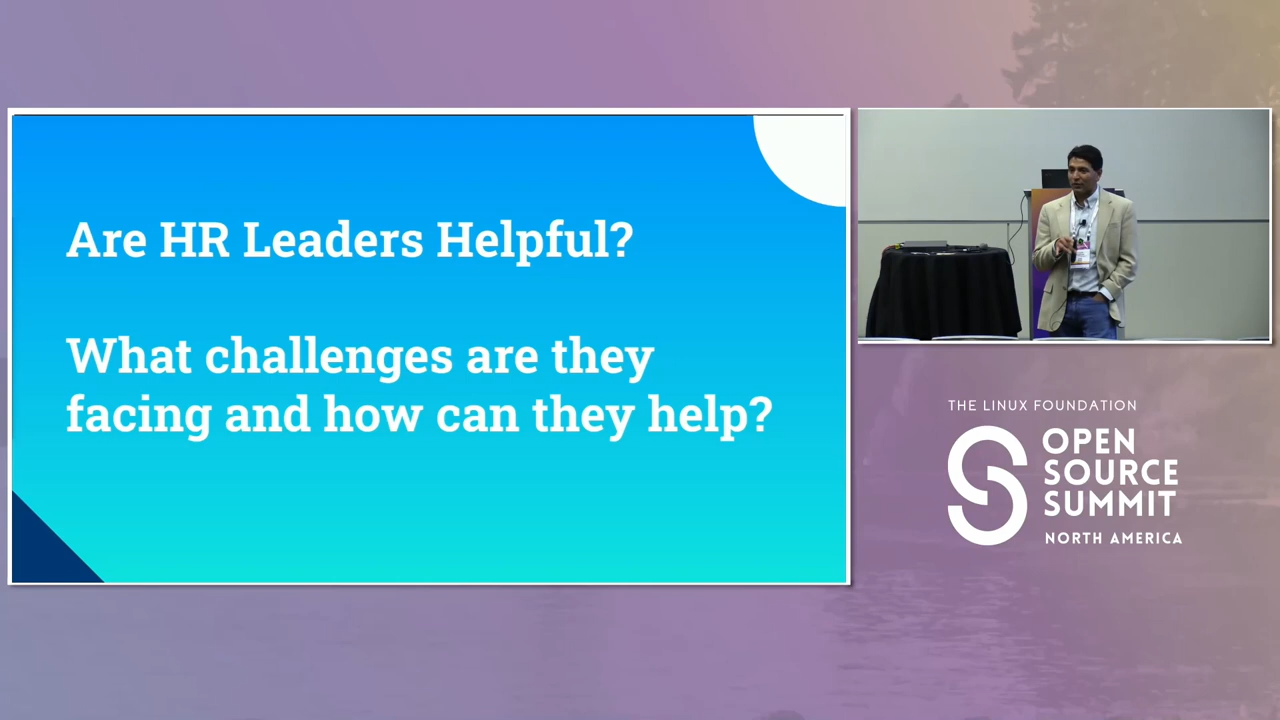 Are HR Leaders Helpful?
What challenges are they
facing and how can they help?
THE LINUX FOUNDATION
OPEN
SOURCE
SUMMIT
NORTH AMERICA